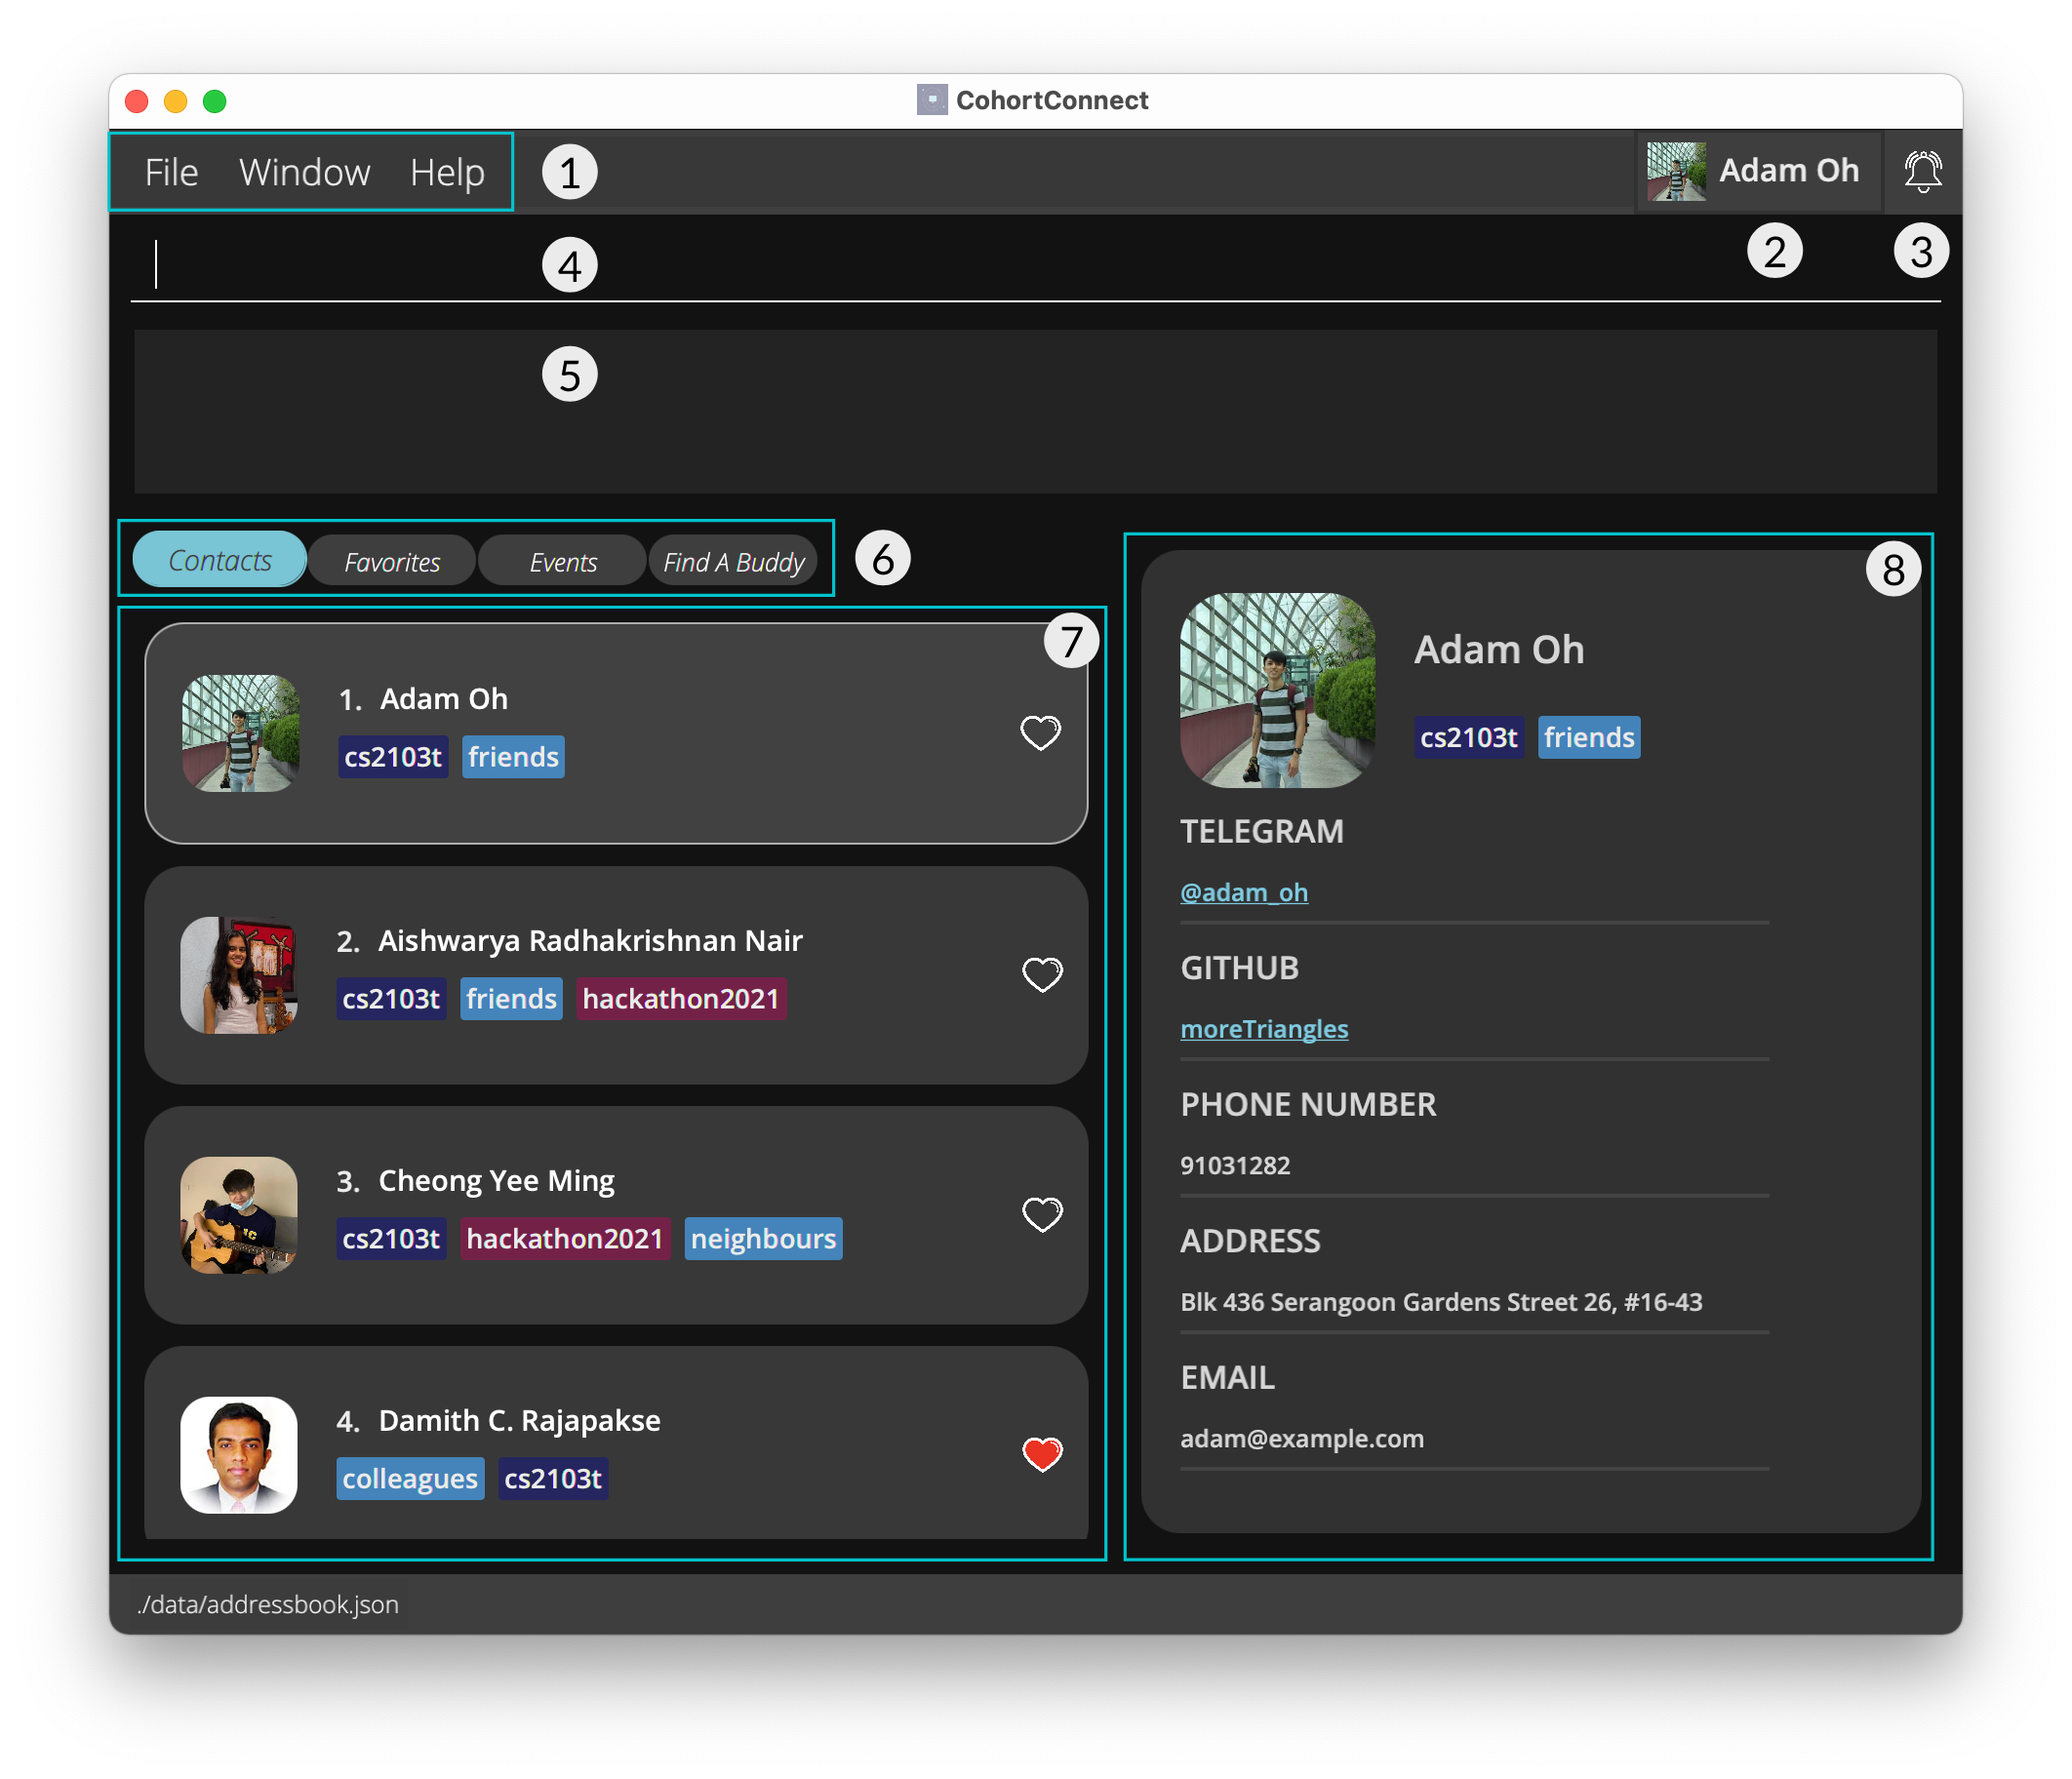 CohortConnect
File Window Help 1 Adam Oh
2 3
4
5
Contacts Favorites Events Find A Buddy 6
7
1. Adam Oh
cs2103t friends
2. Aishwarya Radhakrishnan Nair
cs2103t friends hackathon2021
3. Cheong Yee Ming
cs2103t hackathon2021 neighbours
4. Damith C. Rajapakse
colleagues cs2103t
8
Adam Oh
cs2103t friends
TELEGRAM
@adam_oh
GITHUB
moreTriangles
PHONE NUMBER
91031282
ADDRESS
Blk 436 Serangoon Gardens Street 26, #16-43
EMAIL
adam@example.com
./data/addressbook.json